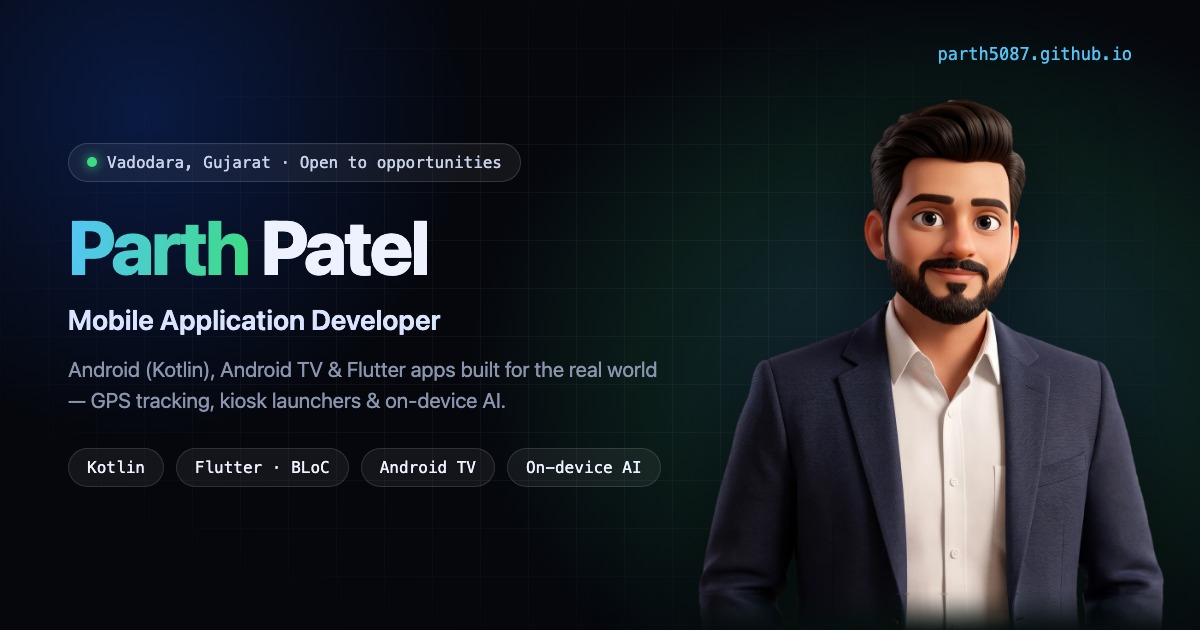 parth5087.github.io
Vadodara, Gujarat · Open to opportunities
Parth Patel
Mobile Application Developer
Android (Kotlin), Android TV & Flutter apps built for the real world
— GPS tracking, kiosk launchers & on-device AI.
Kotlin
Flutter · BLoC
Android TV
On-device AI